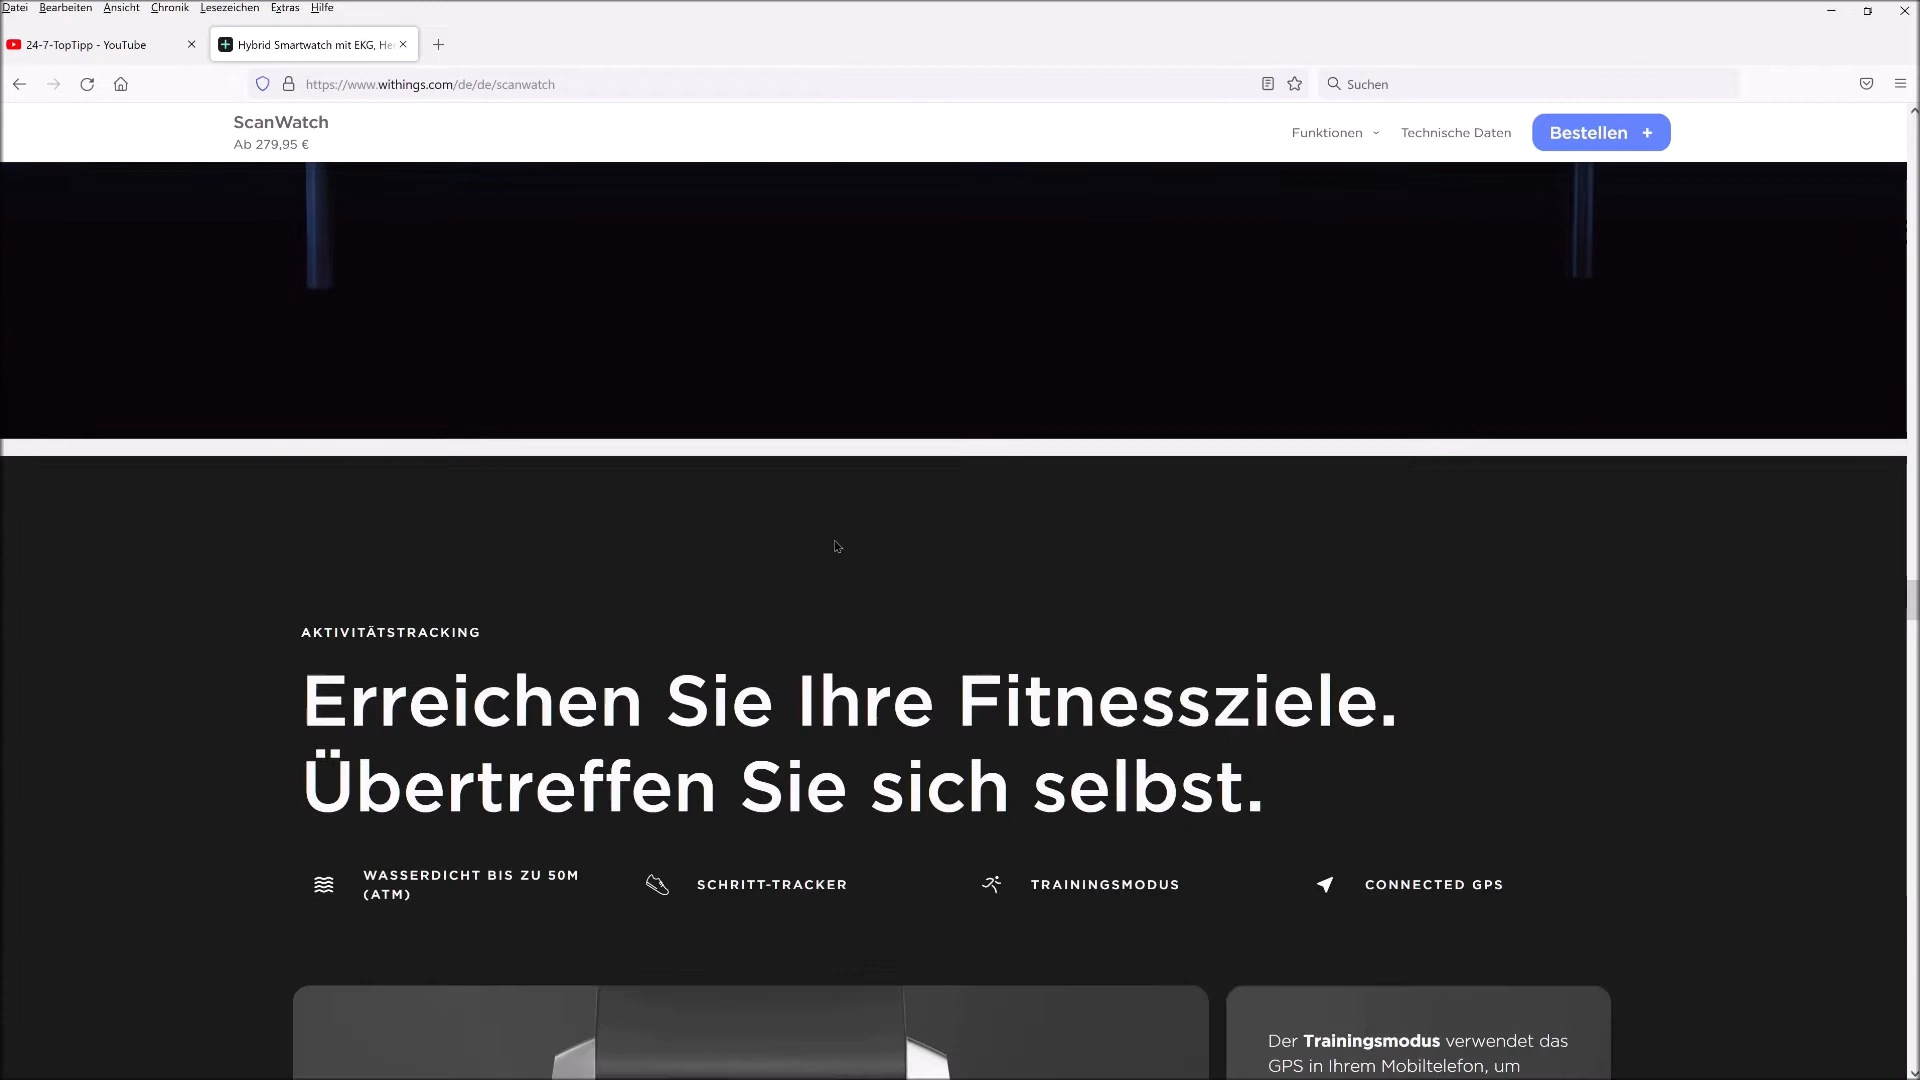 Datei Bearbeiten Ansicht Chronik Lesezeichen Extras Hilfe
24-7-TopTipp - YouTube
Hybrid Smartwatch mit EKG, He
https://www.withings.com/de/de/scanwatch
Suchen
ScanWatch
Ab 279,95 €
Funktionen
Technische Daten
Bestellen +
AKTIVITÄTSTRACKING
Erreichen Sie Ihre Fitnessziele.
Übertreffen Sie sich selbst.
WASSERDICHT BIS ZU 50M
(ATM)
SCHRITT-TRACKER
TRAININGSMODUS
CONNECTED GPS
Der Trainingsmodus verwendet das
GPS in Ihrem Mobiltelefon, um